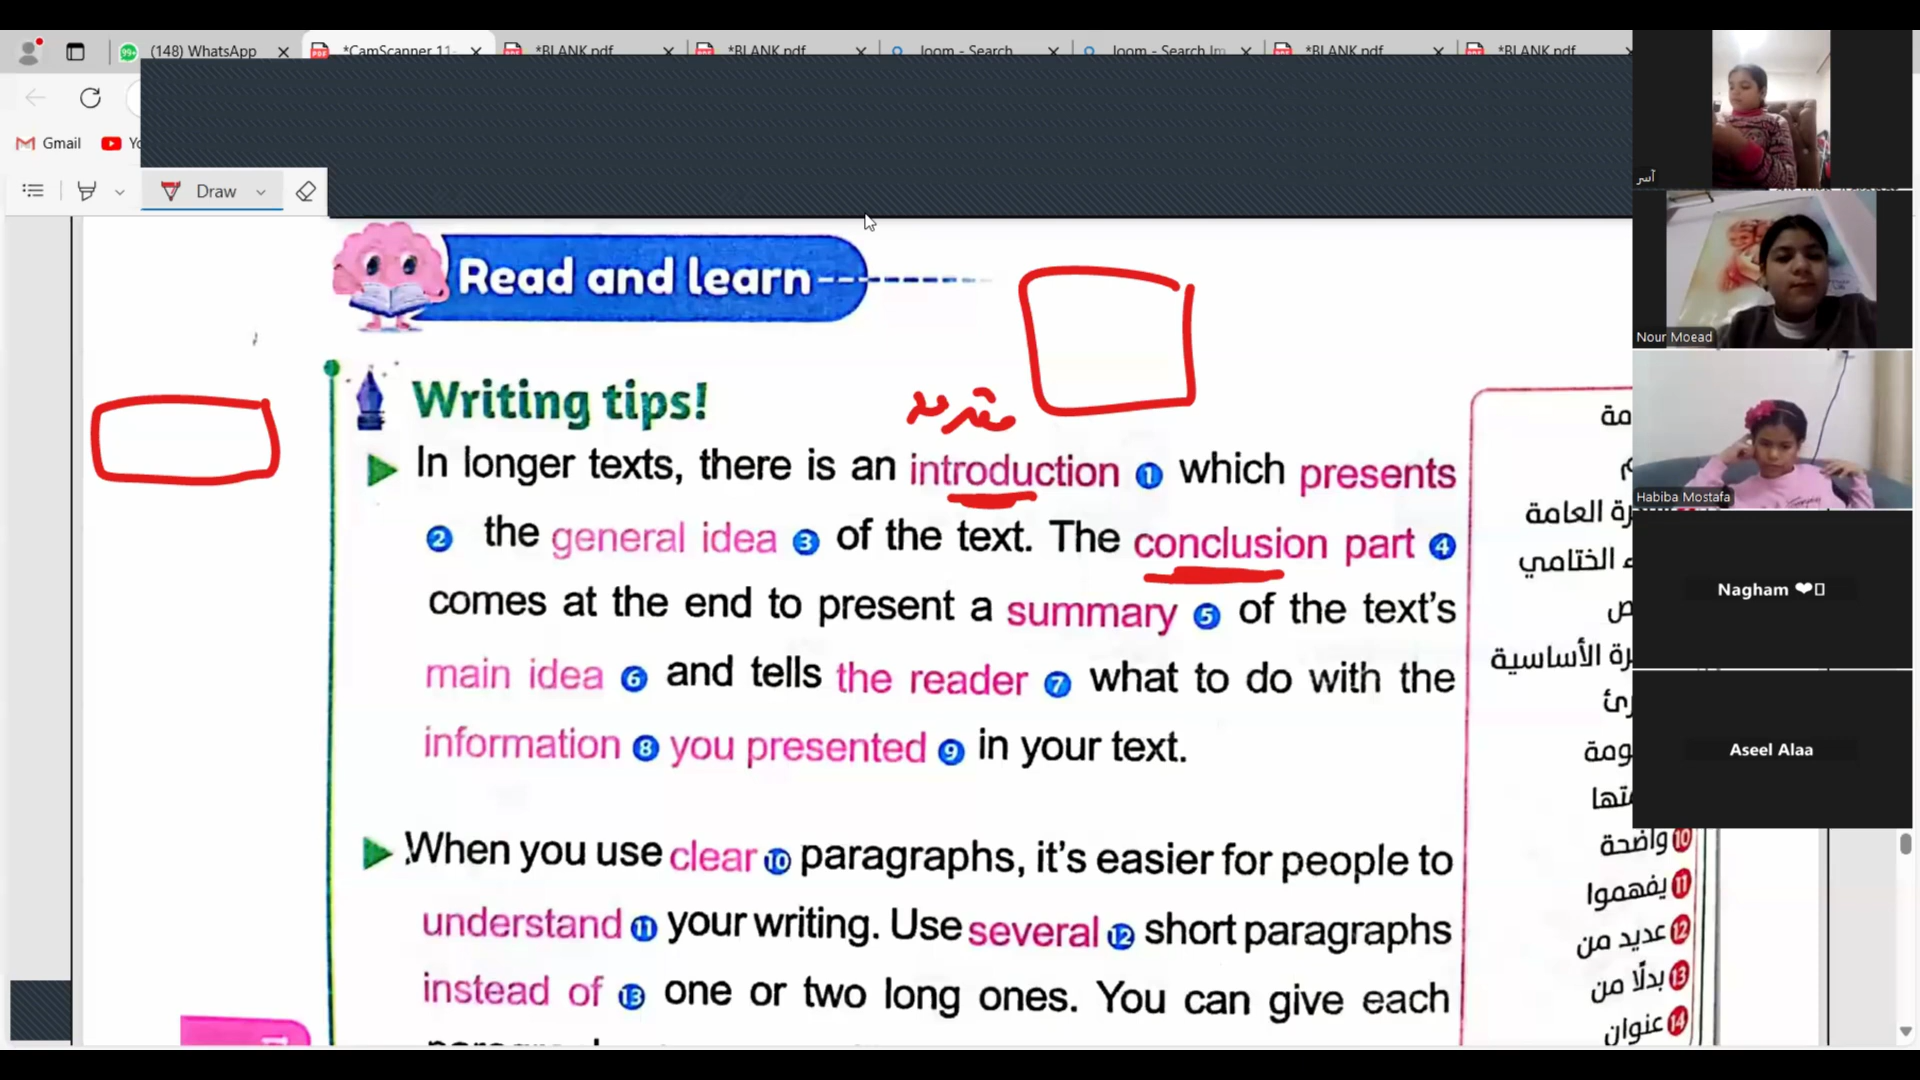 (148) WhatsApp
*CamScanner 11-
*BLANK.pdf
*BLANK.pdf
loom - Search
loom - Search Im
*BLANK.pdf
*BLANK.pdf
Gmail
Draw
Read and learn
Writing tips!
مقدمة
In longer texts, there is an introduction 1 which presents
2 the general idea 3 of the text. The conclusion part 4
comes at the end to present a summary 5 of the text's
main idea 6 and tells the reader 7 what to do with the
information 8 you presented 9 in your text.
When you use clear 10 paragraphs, it's easier for people to
understand 11 your writing. Use several 12 short paragraphs
instead of 13 one or two long ones. You can give each
العامة
الختامي
الأساسية
10 واضحة
11 يفهموا
12 عديد من
13 بدلًا من
14 عنوان
آسر
Nour Moead
Habiba Mostafa
Nagham ❤
Aseel Alaa